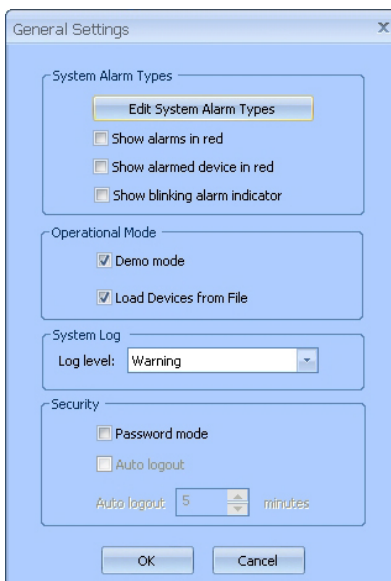 General Settings
System Alarm Types
Edit System Alarm Types
Show alarms in red
Show alarmed device in red
Show blinking alarm indicator
Operational Mode
Demo mode
Load Devices from File
System Log
Log level: Warning
Security
Password mode
Auto logout
Auto logout 5 minutes
OK Cancel